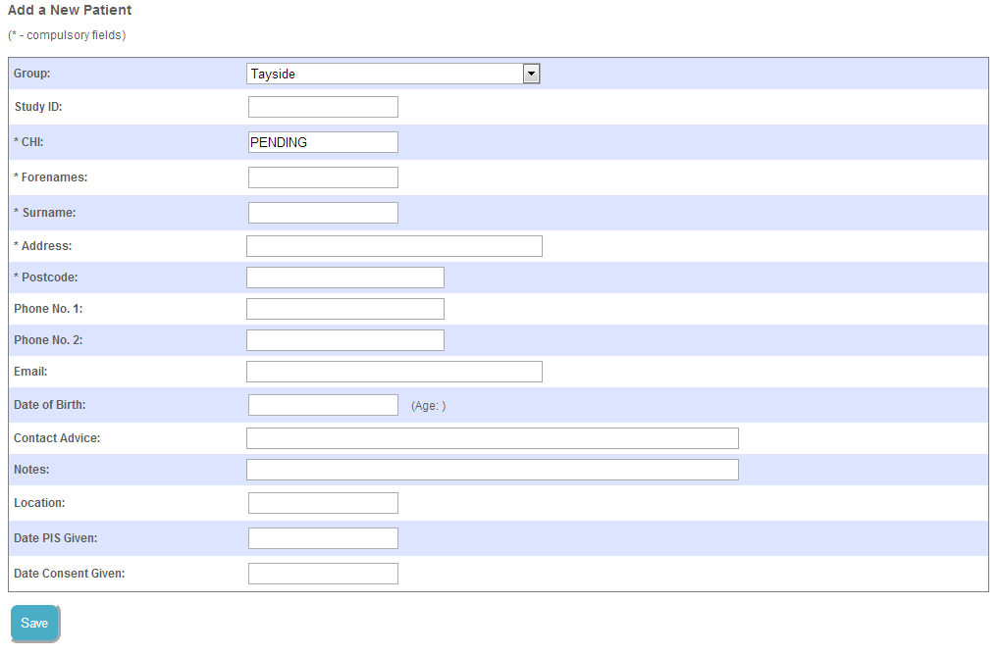 Add a New Patient
(* - compulsory fields)
Group: Tayside
Study ID:
* CHI: PENDING
* Forenames:
* Surname:
* Address:
* Postcode:
Phone No. 1:
Phone No. 2:
Email:
Date of Birth: (Age: )
Contact Advice:
Notes:
Location:
Date PIS Given:
Date Consent Given:
Save